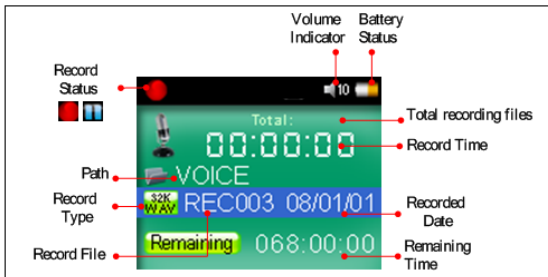 Volume Indicator
Battery Status
Record Status
10
Total:
Total recording files
00:00:00
Record Time
Path
VOICE
Record Type
32K WAV
REC003 08/01/01
Recorded Date
Record File
Remaining 068:00:00
Remaining Time